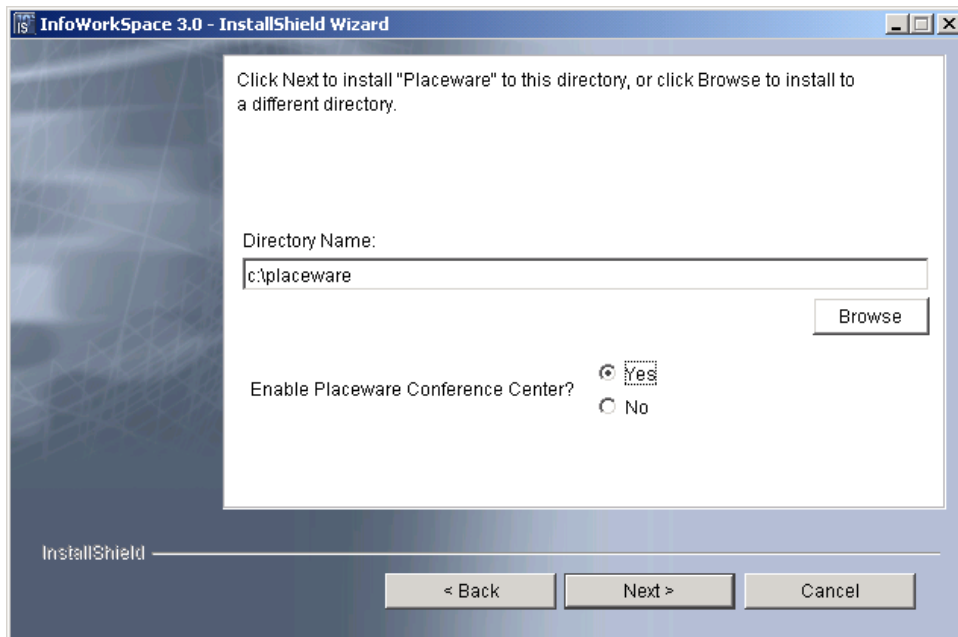 IS InfoWorkSpace 3.0 - InstallShield Wizard
Click Next to install "Placeware" to this directory, or click Browse to install to
a different directory.
Directory Name:
c:\placeware
Browse
Enable Placeware Conference Center?
Yes
No
InstallShield
< Back
Next >
Cancel